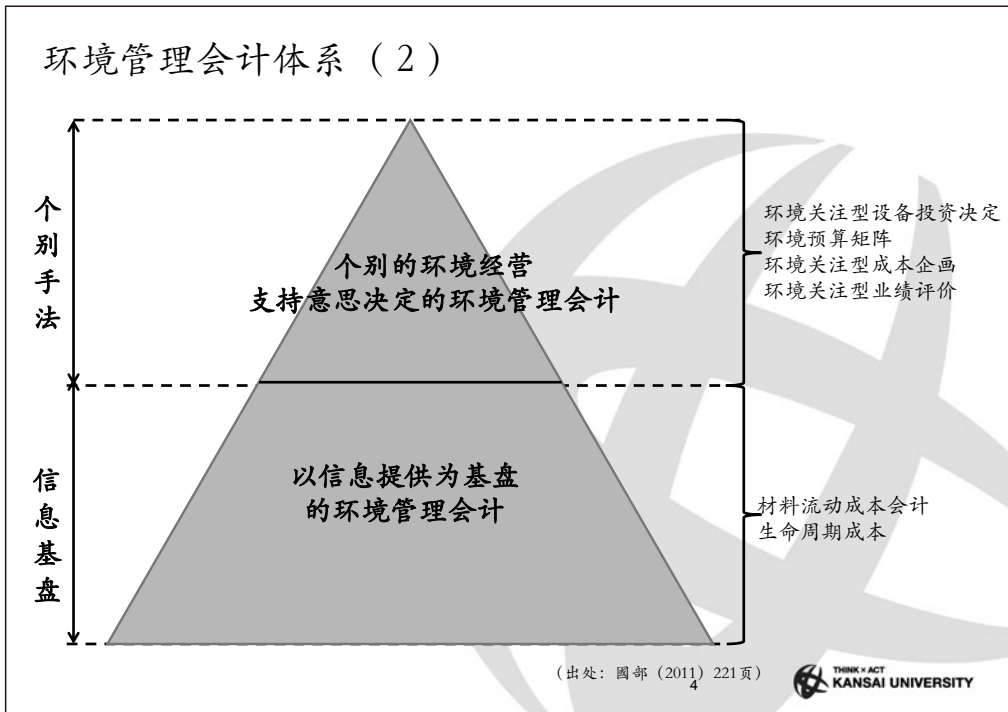 环境管理会计体系（2）
个别手法
个别的环境经营
支持意思决定的环境管理会计
环境关注型设备投资决定
环境预算矩阵
环境关注型成本企画
环境关注型业绩评价
信息基盘
以信息提供为基盘
的环境管理会计
材料流动成本会计
生命周期成本
（出处：國部（2011）221页）
4
THINK × ACT
KANSAI UNIVERSITY